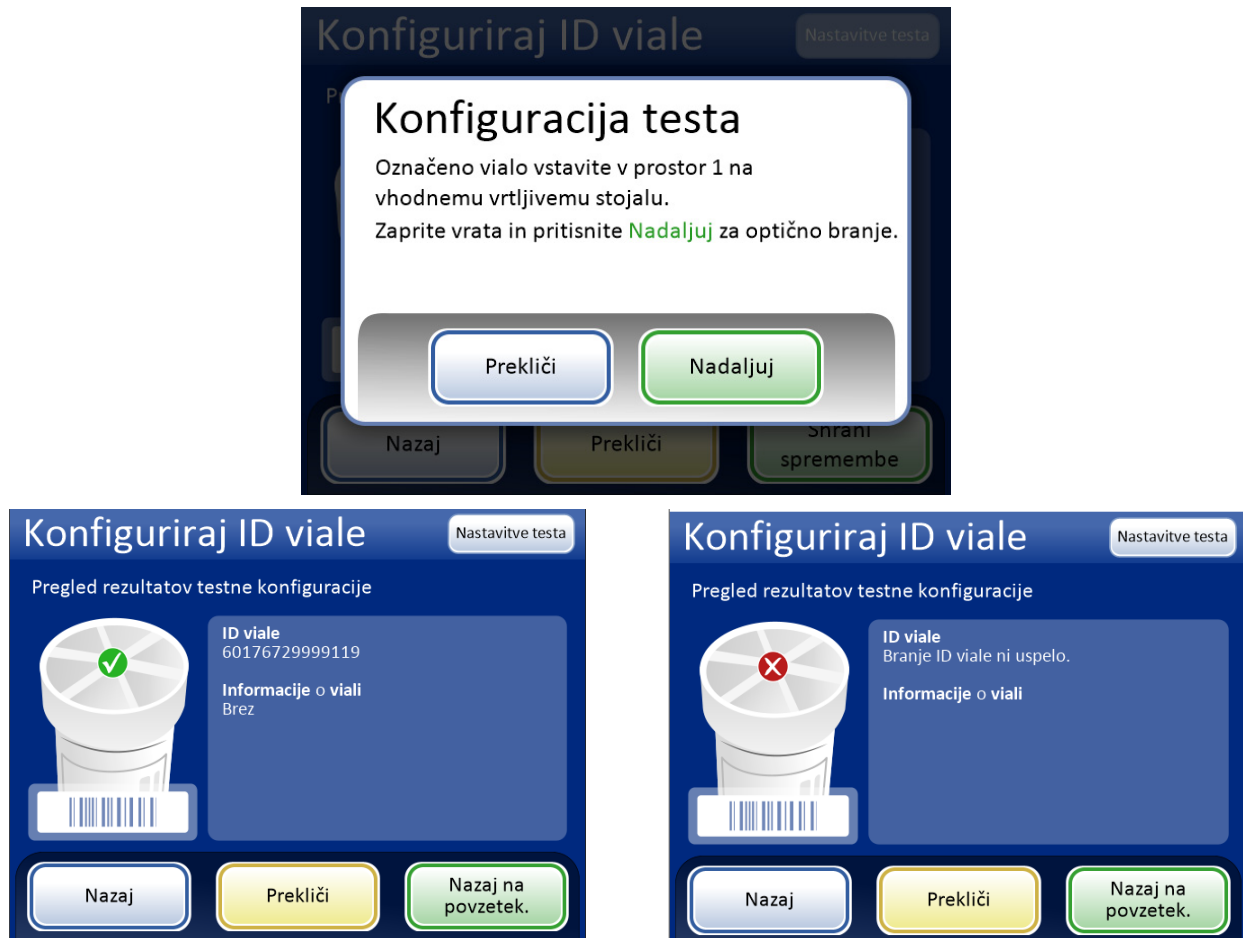 Konfiguriraj ID viale
Nastavitve testa
Konfiguracija testa
Označeno vialo vstavite v prostor 1 na
vhodnemu vrtljivemu stojalu.
Zaprite vrata in pritisnite Nadaljuj za optično branje.
Prekliči
Nadaljuj
Nazaj
Prekliči
Shrani
spremembe
Konfiguriraj ID viale
Nastavitve testa
Pregled rezultatov testne konfiguracije
ID viale
60176729999119
Informacije o viali
Brez
Nazaj
Prekliči
Nazaj na
povzetek.
Konfiguriraj ID viale
Nastavitve testa
Pregled rezultatov testne konfiguracije
ID viale
Branje ID viale ni uspelo.
Informacije o viali
Nazaj
Prekliči
Nazaj na
povzetek.